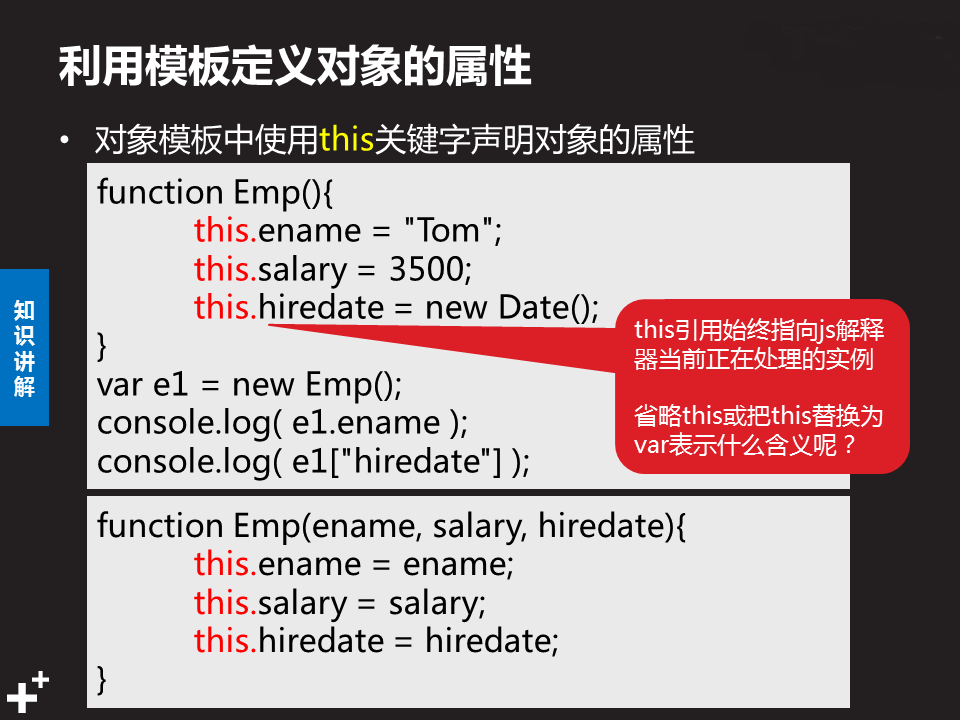 利用模板定义对象的属性
• 对象模板中使用this关键字声明对象的属性
function Emp(){
this.ename = "Tom";
this.salary = 3500;
this.hiredate = new Date();
}
var e1 = new Emp();
console.log( e1.ename );
console.log( e1["hiredate"] );
this引用始终指向js解释
器当前正在处理的实例
省略this或把this替换为
var表示什么含义呢？
function Emp(ename, salary, hiredate){
this.ename = ename;
this.salary = salary;
this.hiredate = hiredate;
}
知
识
讲
解